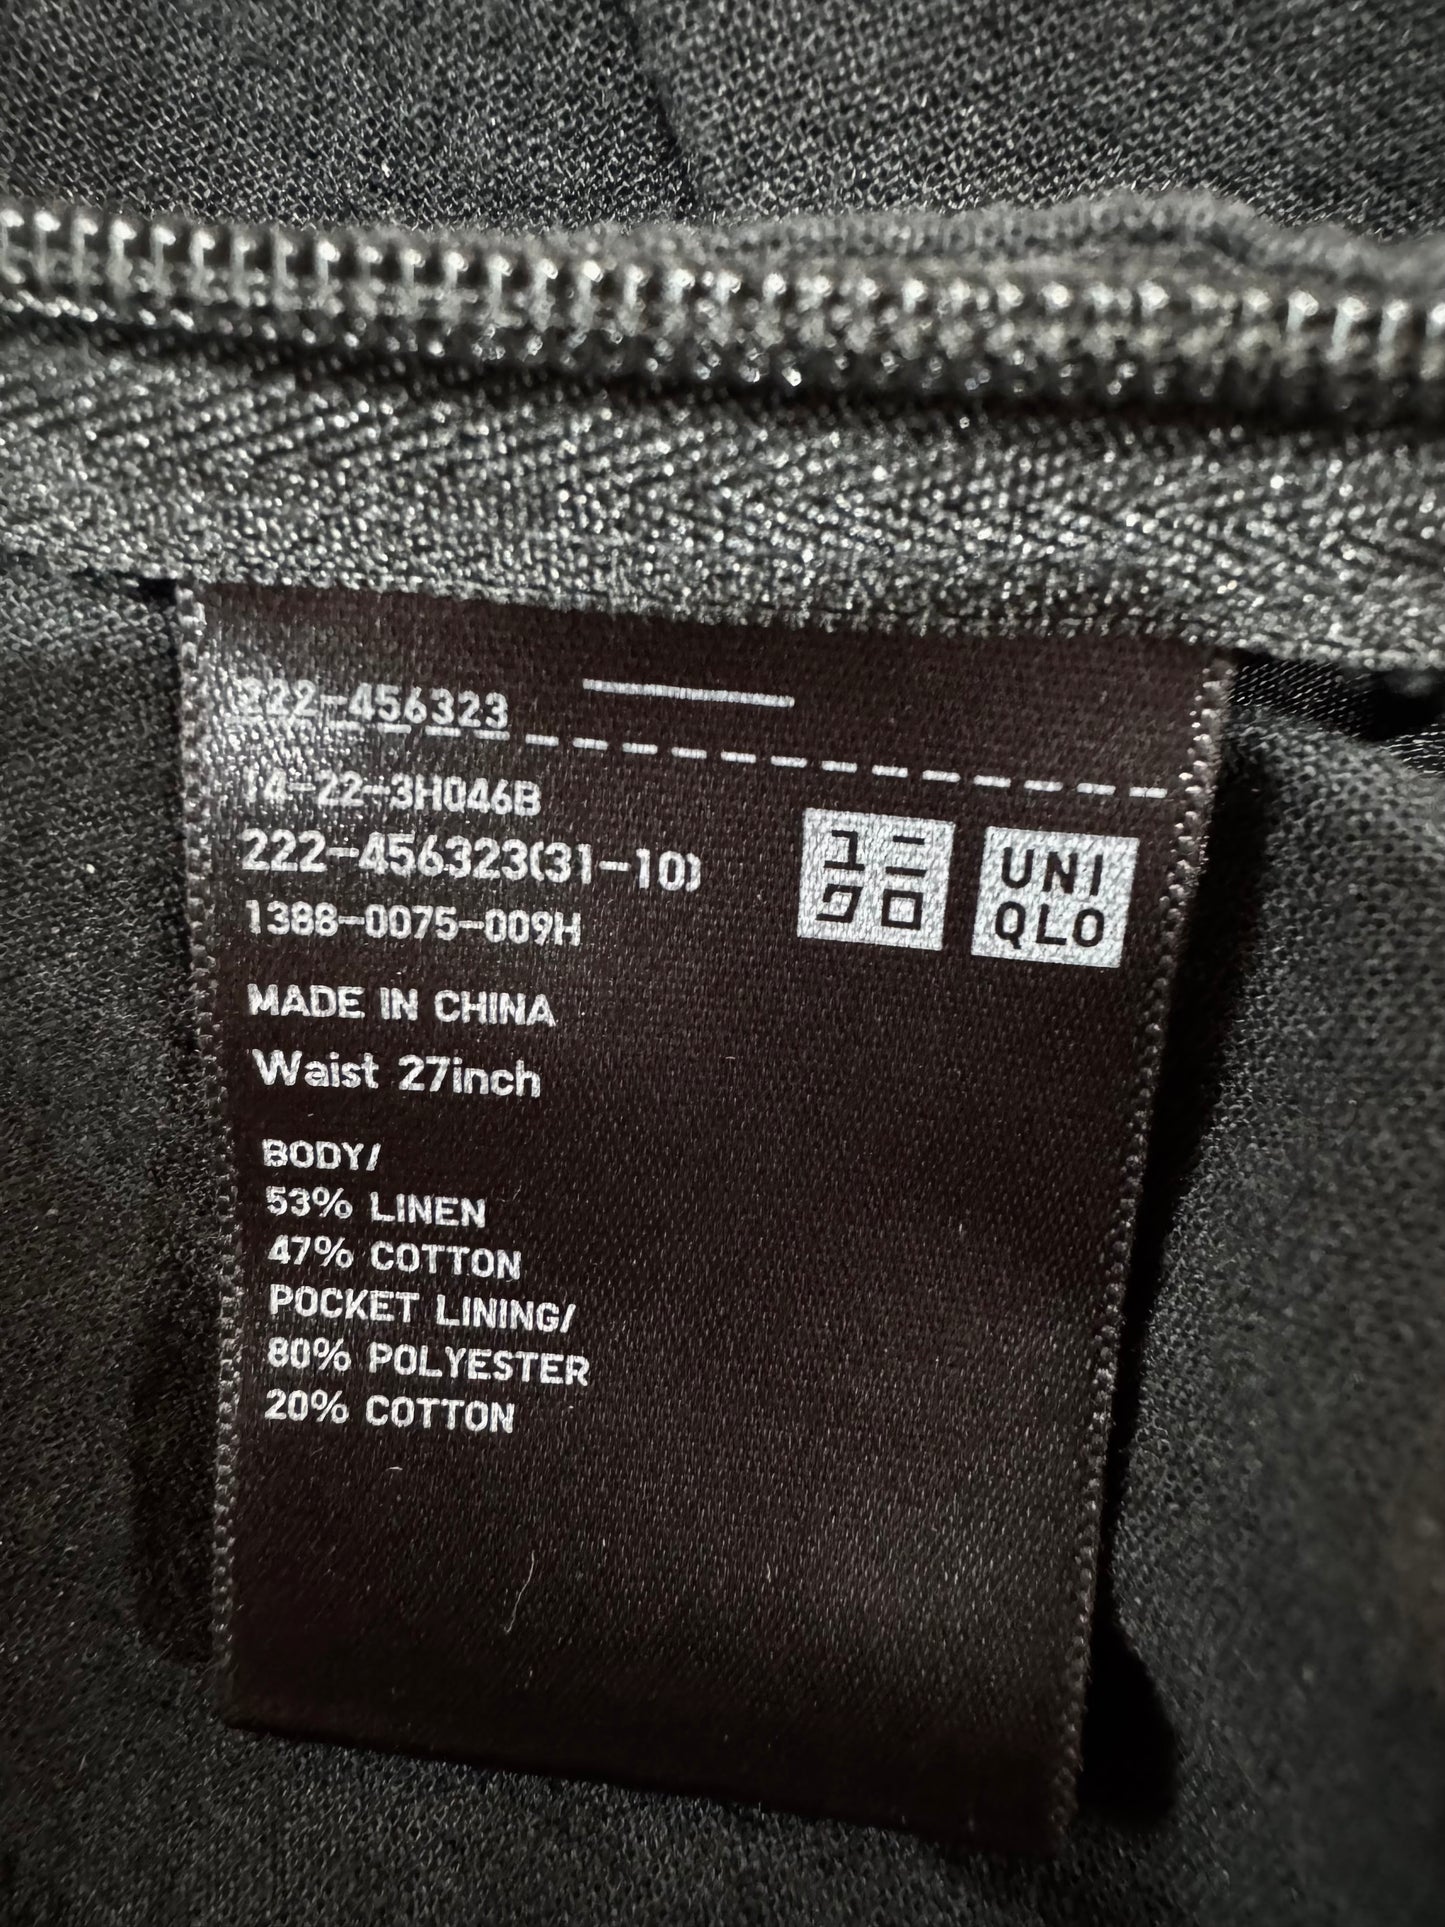 222-456323
14-22-3H046B
222-456323(31-10)
1388-0075-009H
ユニ
クロ
UNI
QLO
MADE IN CHINA
Waist 27inch
BODY/
53% LINEN
47% COTTON
POCKET LINING/
80% POLYESTER
20% COTTON